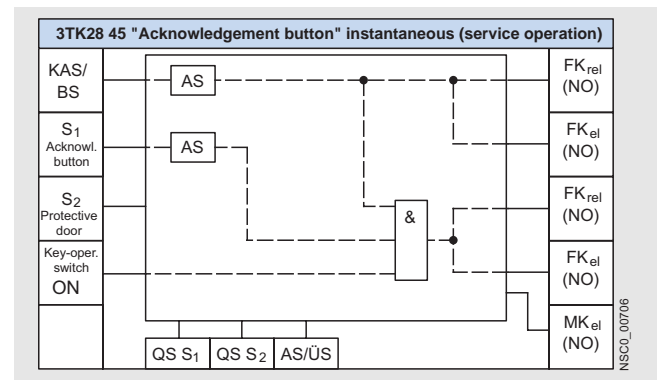 3TK28 45 "Acknowledgement button" instantaneous (service operation)
KAS/
BS
S1
Acknowl.
button
S2
Protective
door
Key-oper.
switch
ON
AS
AS
&
FKrel
(NO)
FKel
(NO)
FKrel
(NO)
FKel
(NO)
MKel
(NO)
QS S1
QS S2
AS/ÜS
NSC0_00706